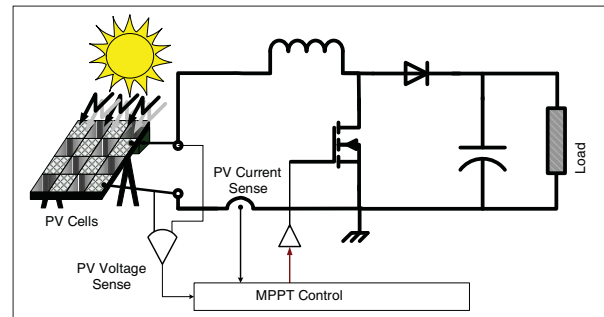 PV Current
Sense
Load
PV Cells
PV Voltage
Sense
MPPT Control